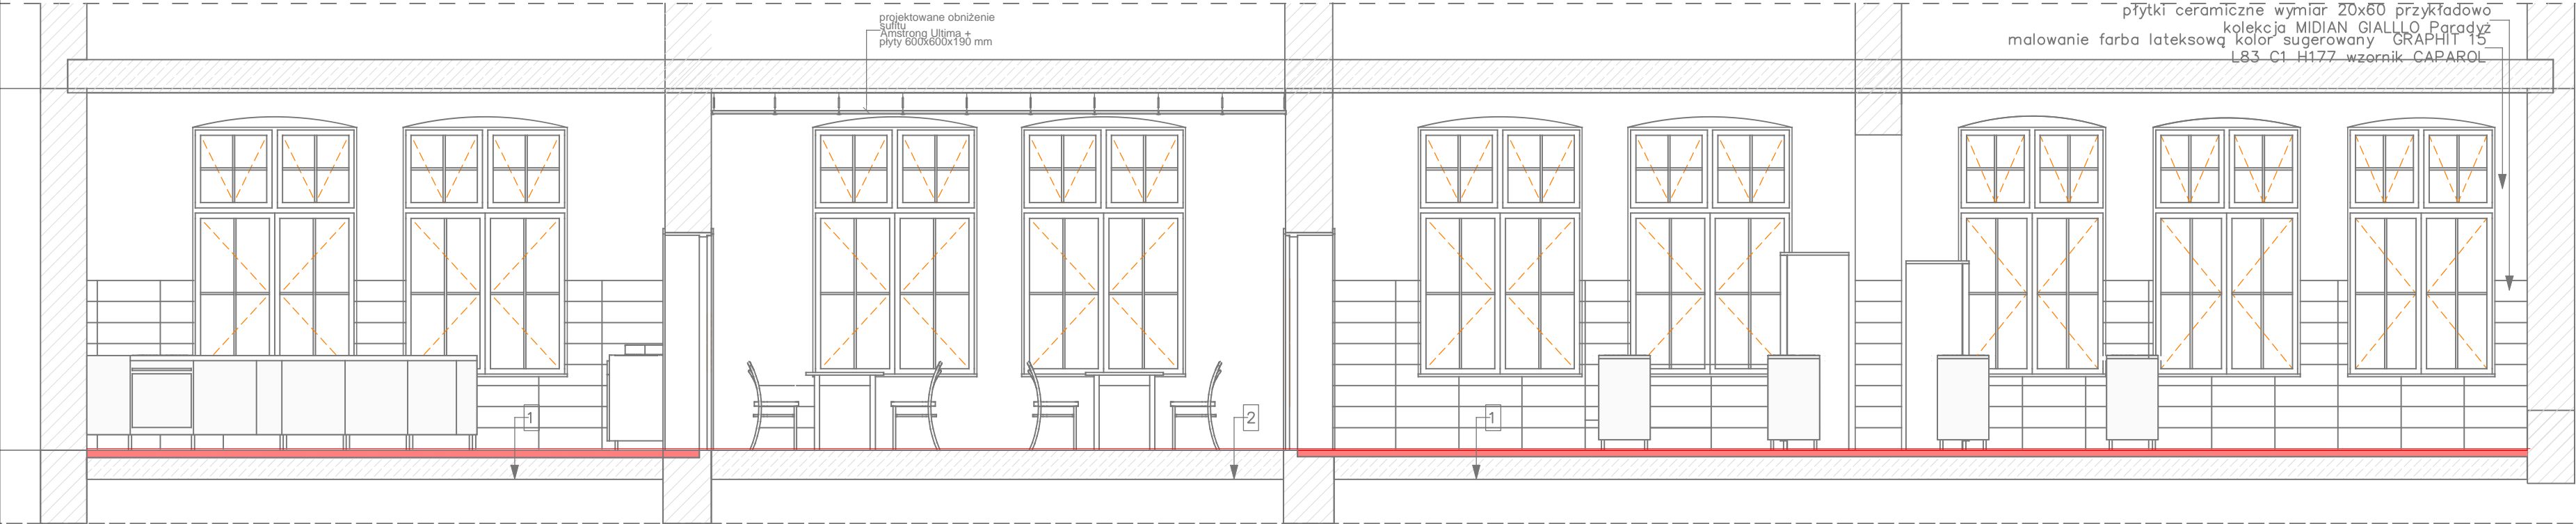 projektowane obniżenie
sufitu
Amstrong Ultima +
płyty 600x600x190 mm
płytki ceramiczne wymiar 20x60 przykładowo
kolekcja MIDIAN GIALLLO Paradyż
malowanie farba lateksową kolor sugerowany GRAPHIT 15
L83 C1 H177 wzornik CAPAROL
1
2
1